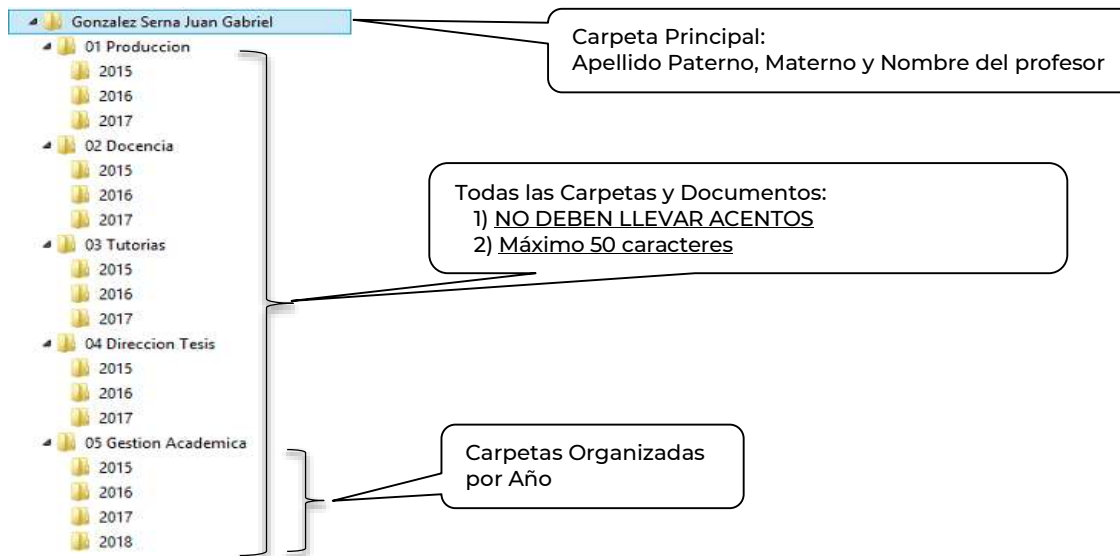 Gonzalez Serna Juan Gabriel
01 Produccion
2015
2016
2017
02 Docencia
2015
2016
2017
03 Tutorias
2015
2016
2017
04 Direccion Tesis
2015
2016
2017
05 Gestion Academica
2015
2016
2017
2018
Carpeta Principal:
Apellido Paterno, Materno y Nombre del profesor
Todas las Carpetas y Documentos:
1) NO DEBEN LLEVAR ACENTOS
2) Máximo 50 caracteres
Carpetas Organizadas
por Año